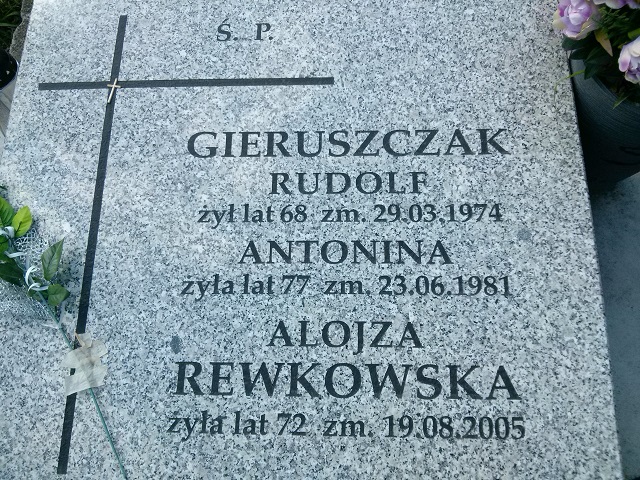 Ś. P.
GIERUSZCZAK
RUDOLF
żył lat 68 zm. 29.03.1974
ANTONINA
żyła lat 77 zm. 23.06.1981
ALOJZA
REWKOWSKA
żyła lat 72 zm. 19.08.2005